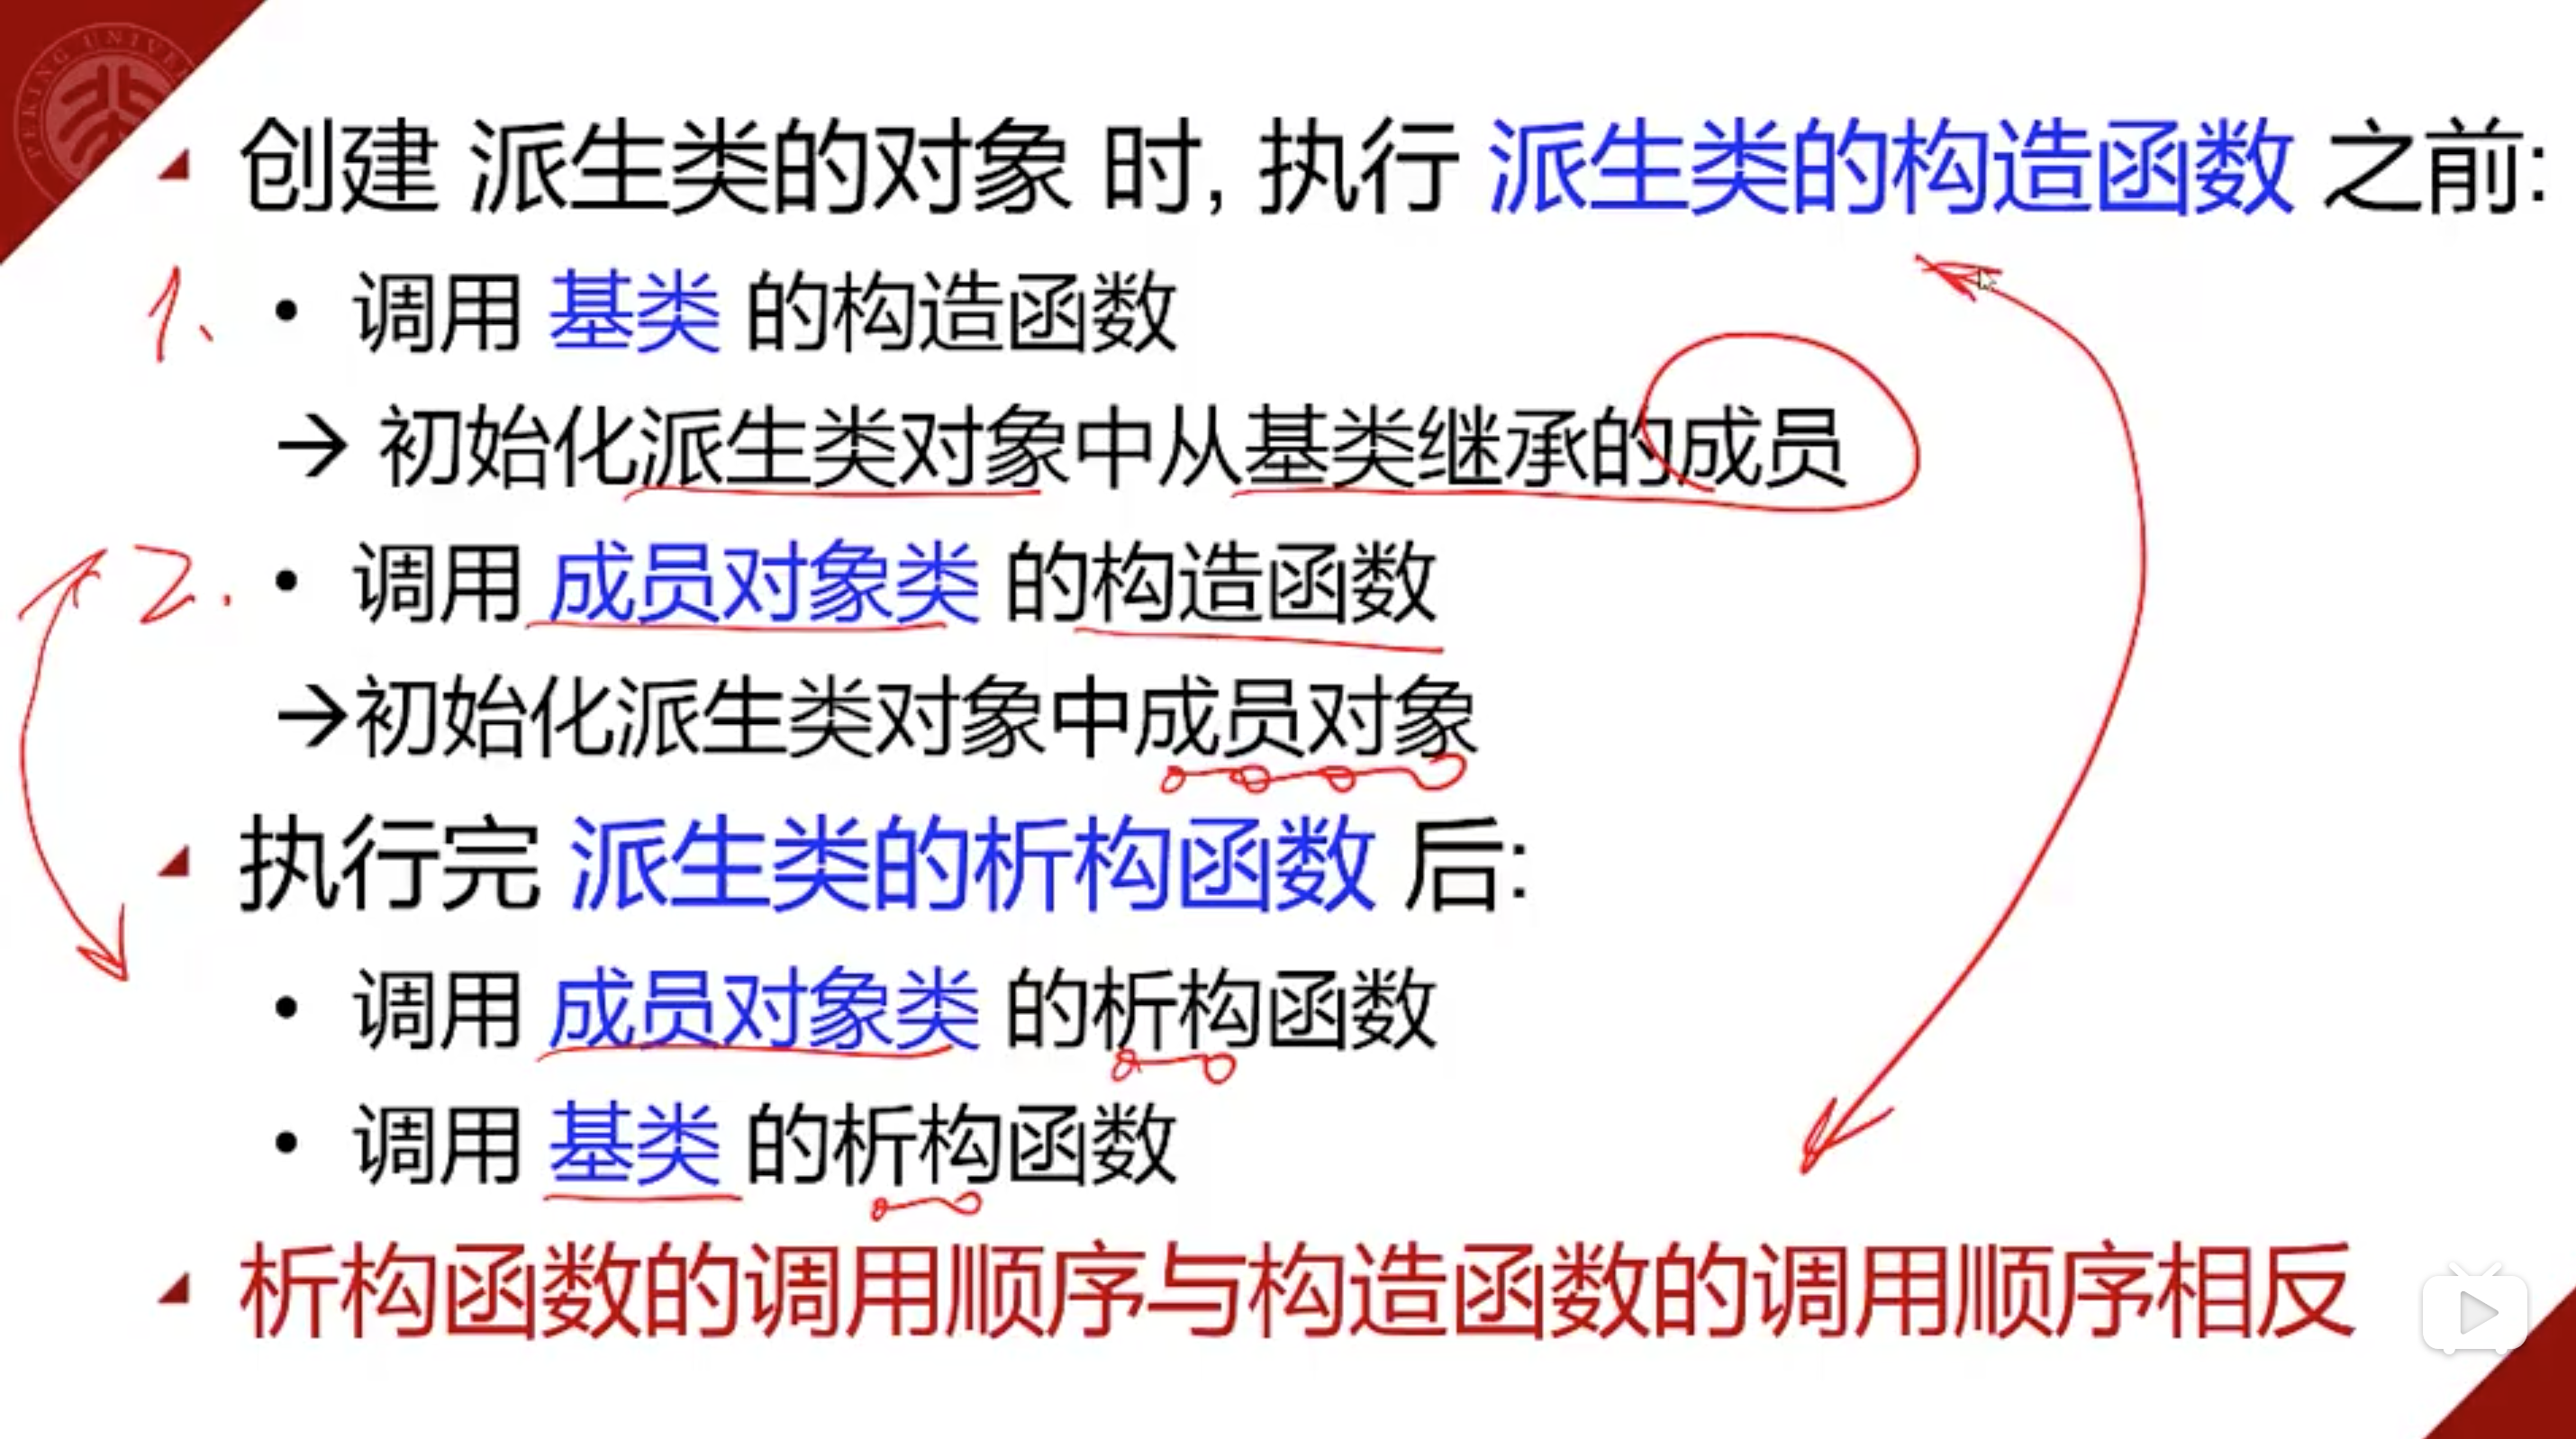 PEKING UNIVER
创建 派生类的对象 时, 执行 派生类的构造函数 之前:
1. • 调用 基类 的构造函数
→ 初始化派生类对象中从基类继承的成员
2. • 调用 成员对象类 的构造函数
→初始化派生类对象中成员对象
执行完 派生类的析构函数 后:
• 调用 成员对象类 的析构函数
• 调用 基类 的析构函数
析构函数的调用顺序与构造函数的调用顺序相反